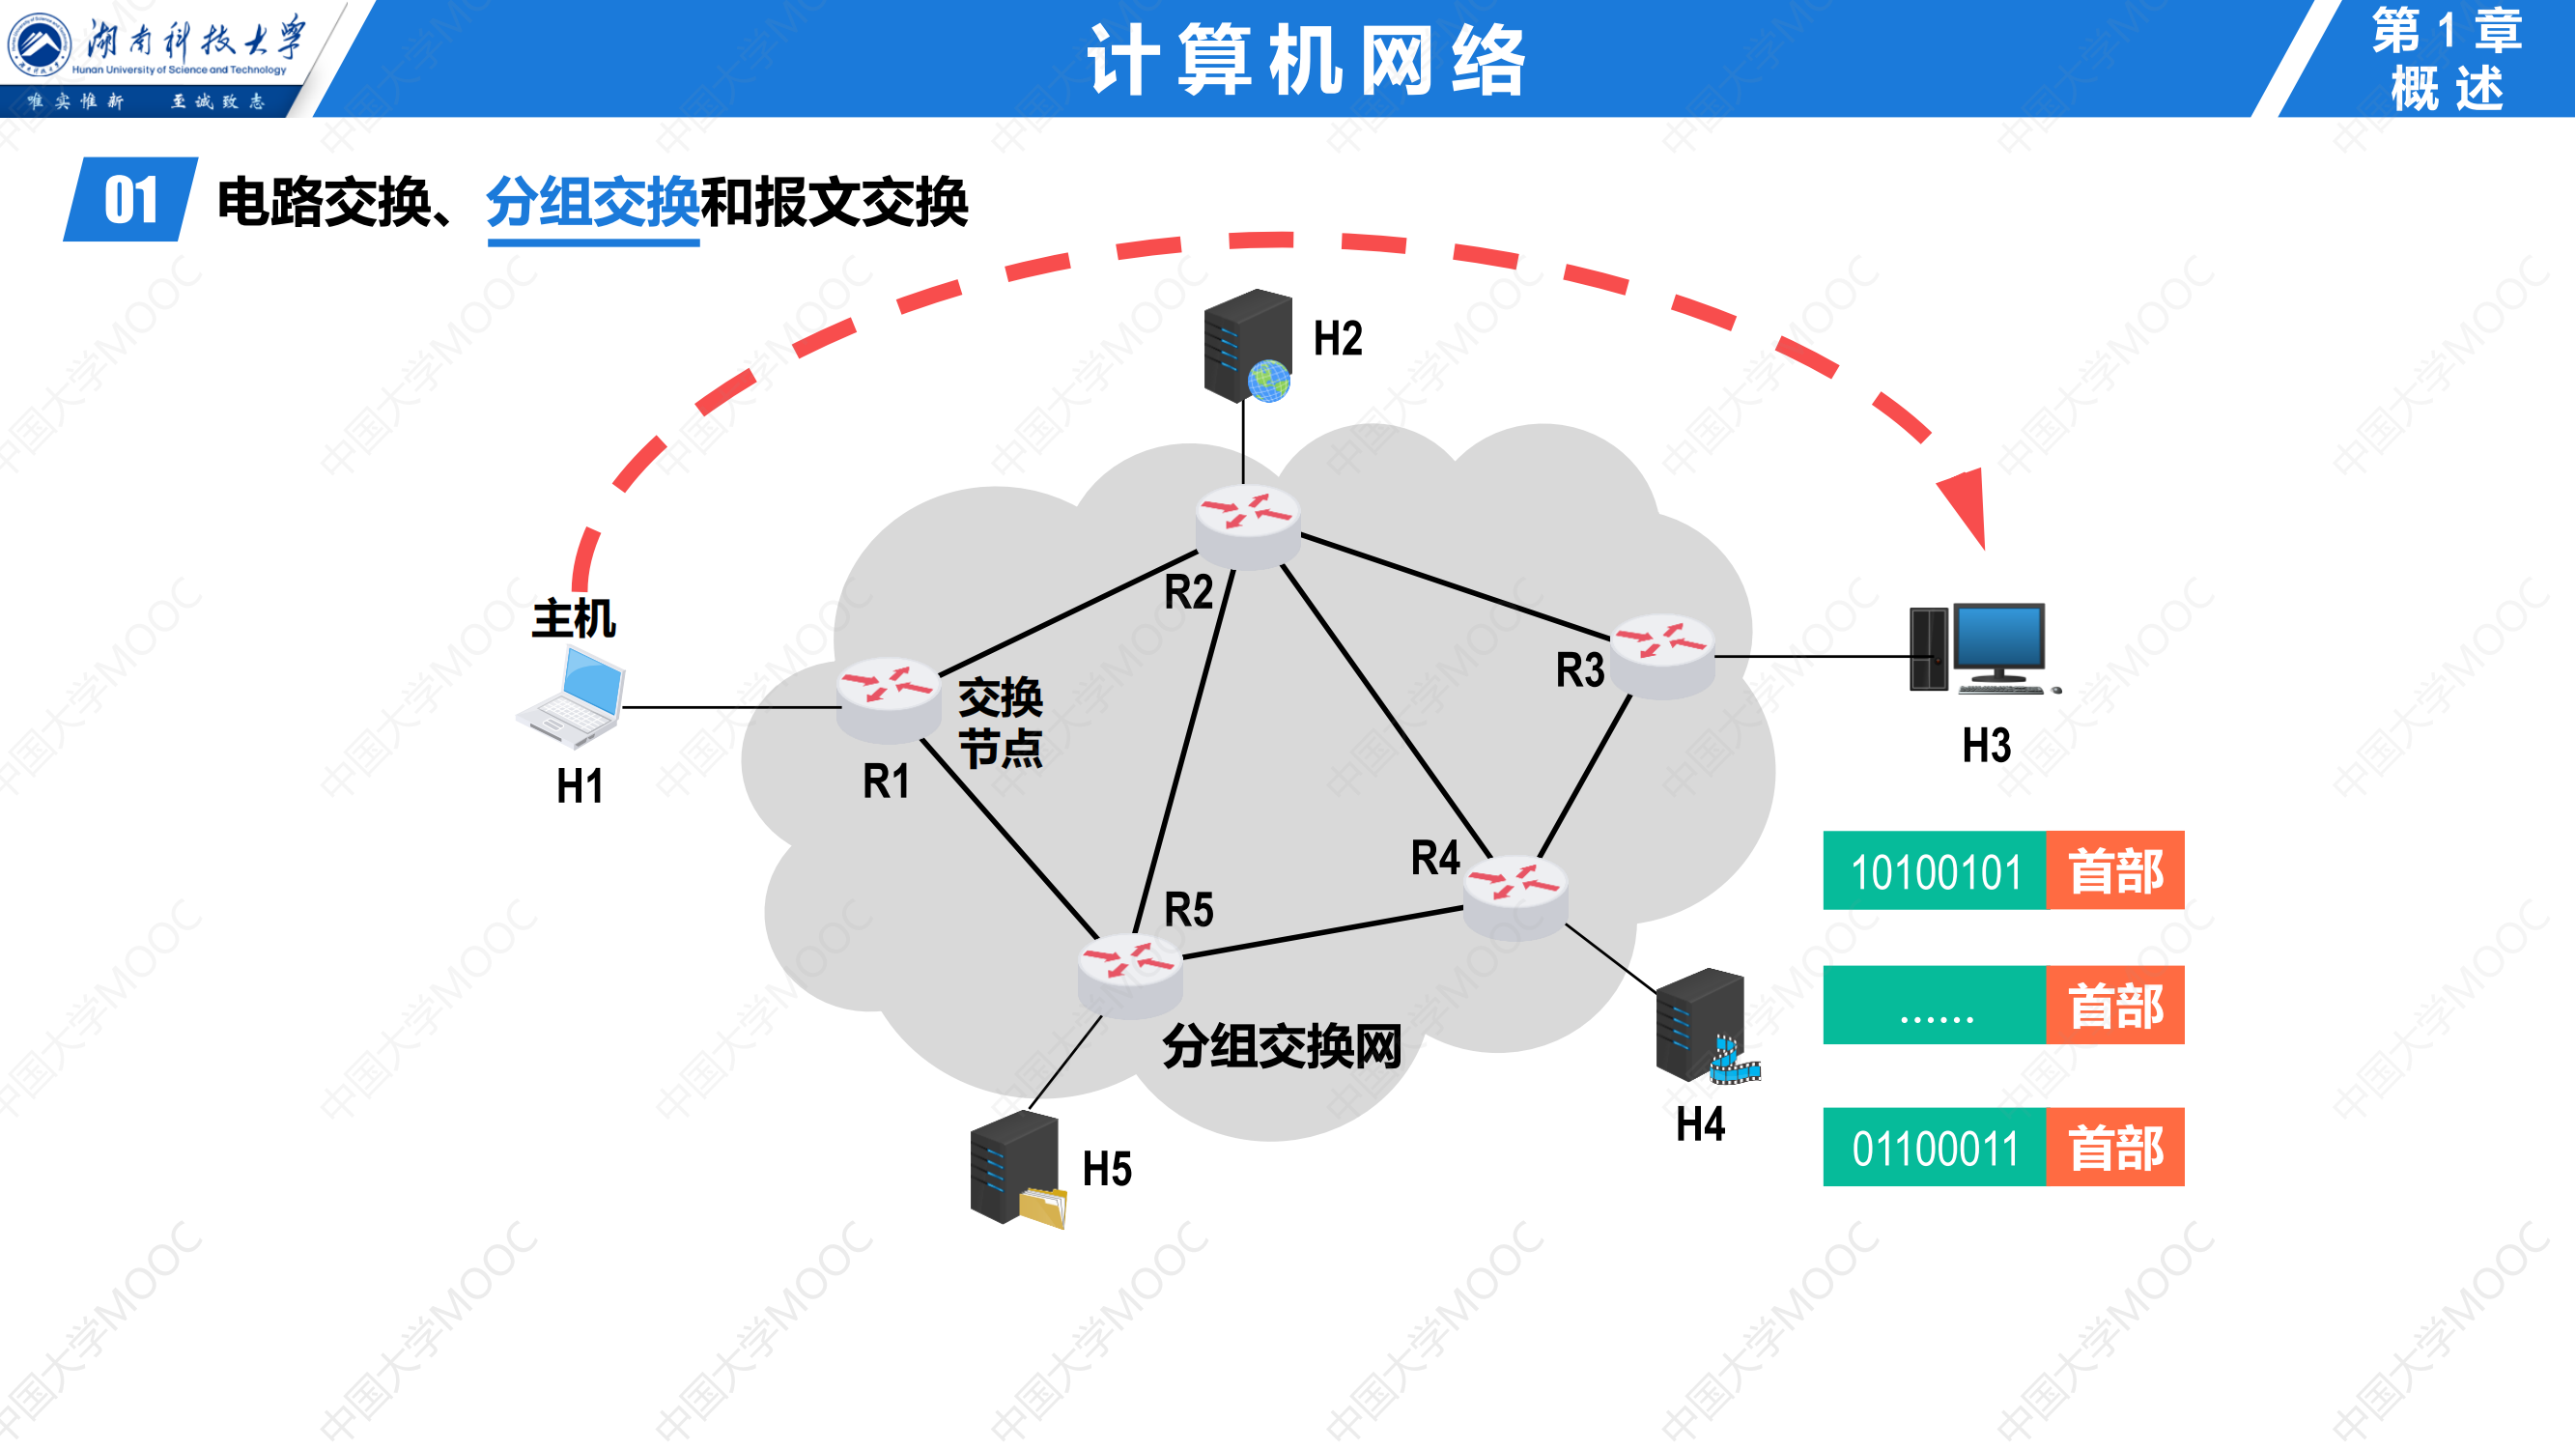 湖南科技大学
Hunan University of Science and Technology
唯实惟新 至诚致志
计算机网络
第1章
概述
01 电路交换、分组交换和报文交换
H2
R2
主机
R3
交换
节点
H1
R1
H3
R4
10100101 首部
R5
...... 首部
分组交换网
H4
01100011 首部
H5
中国大学MOOC